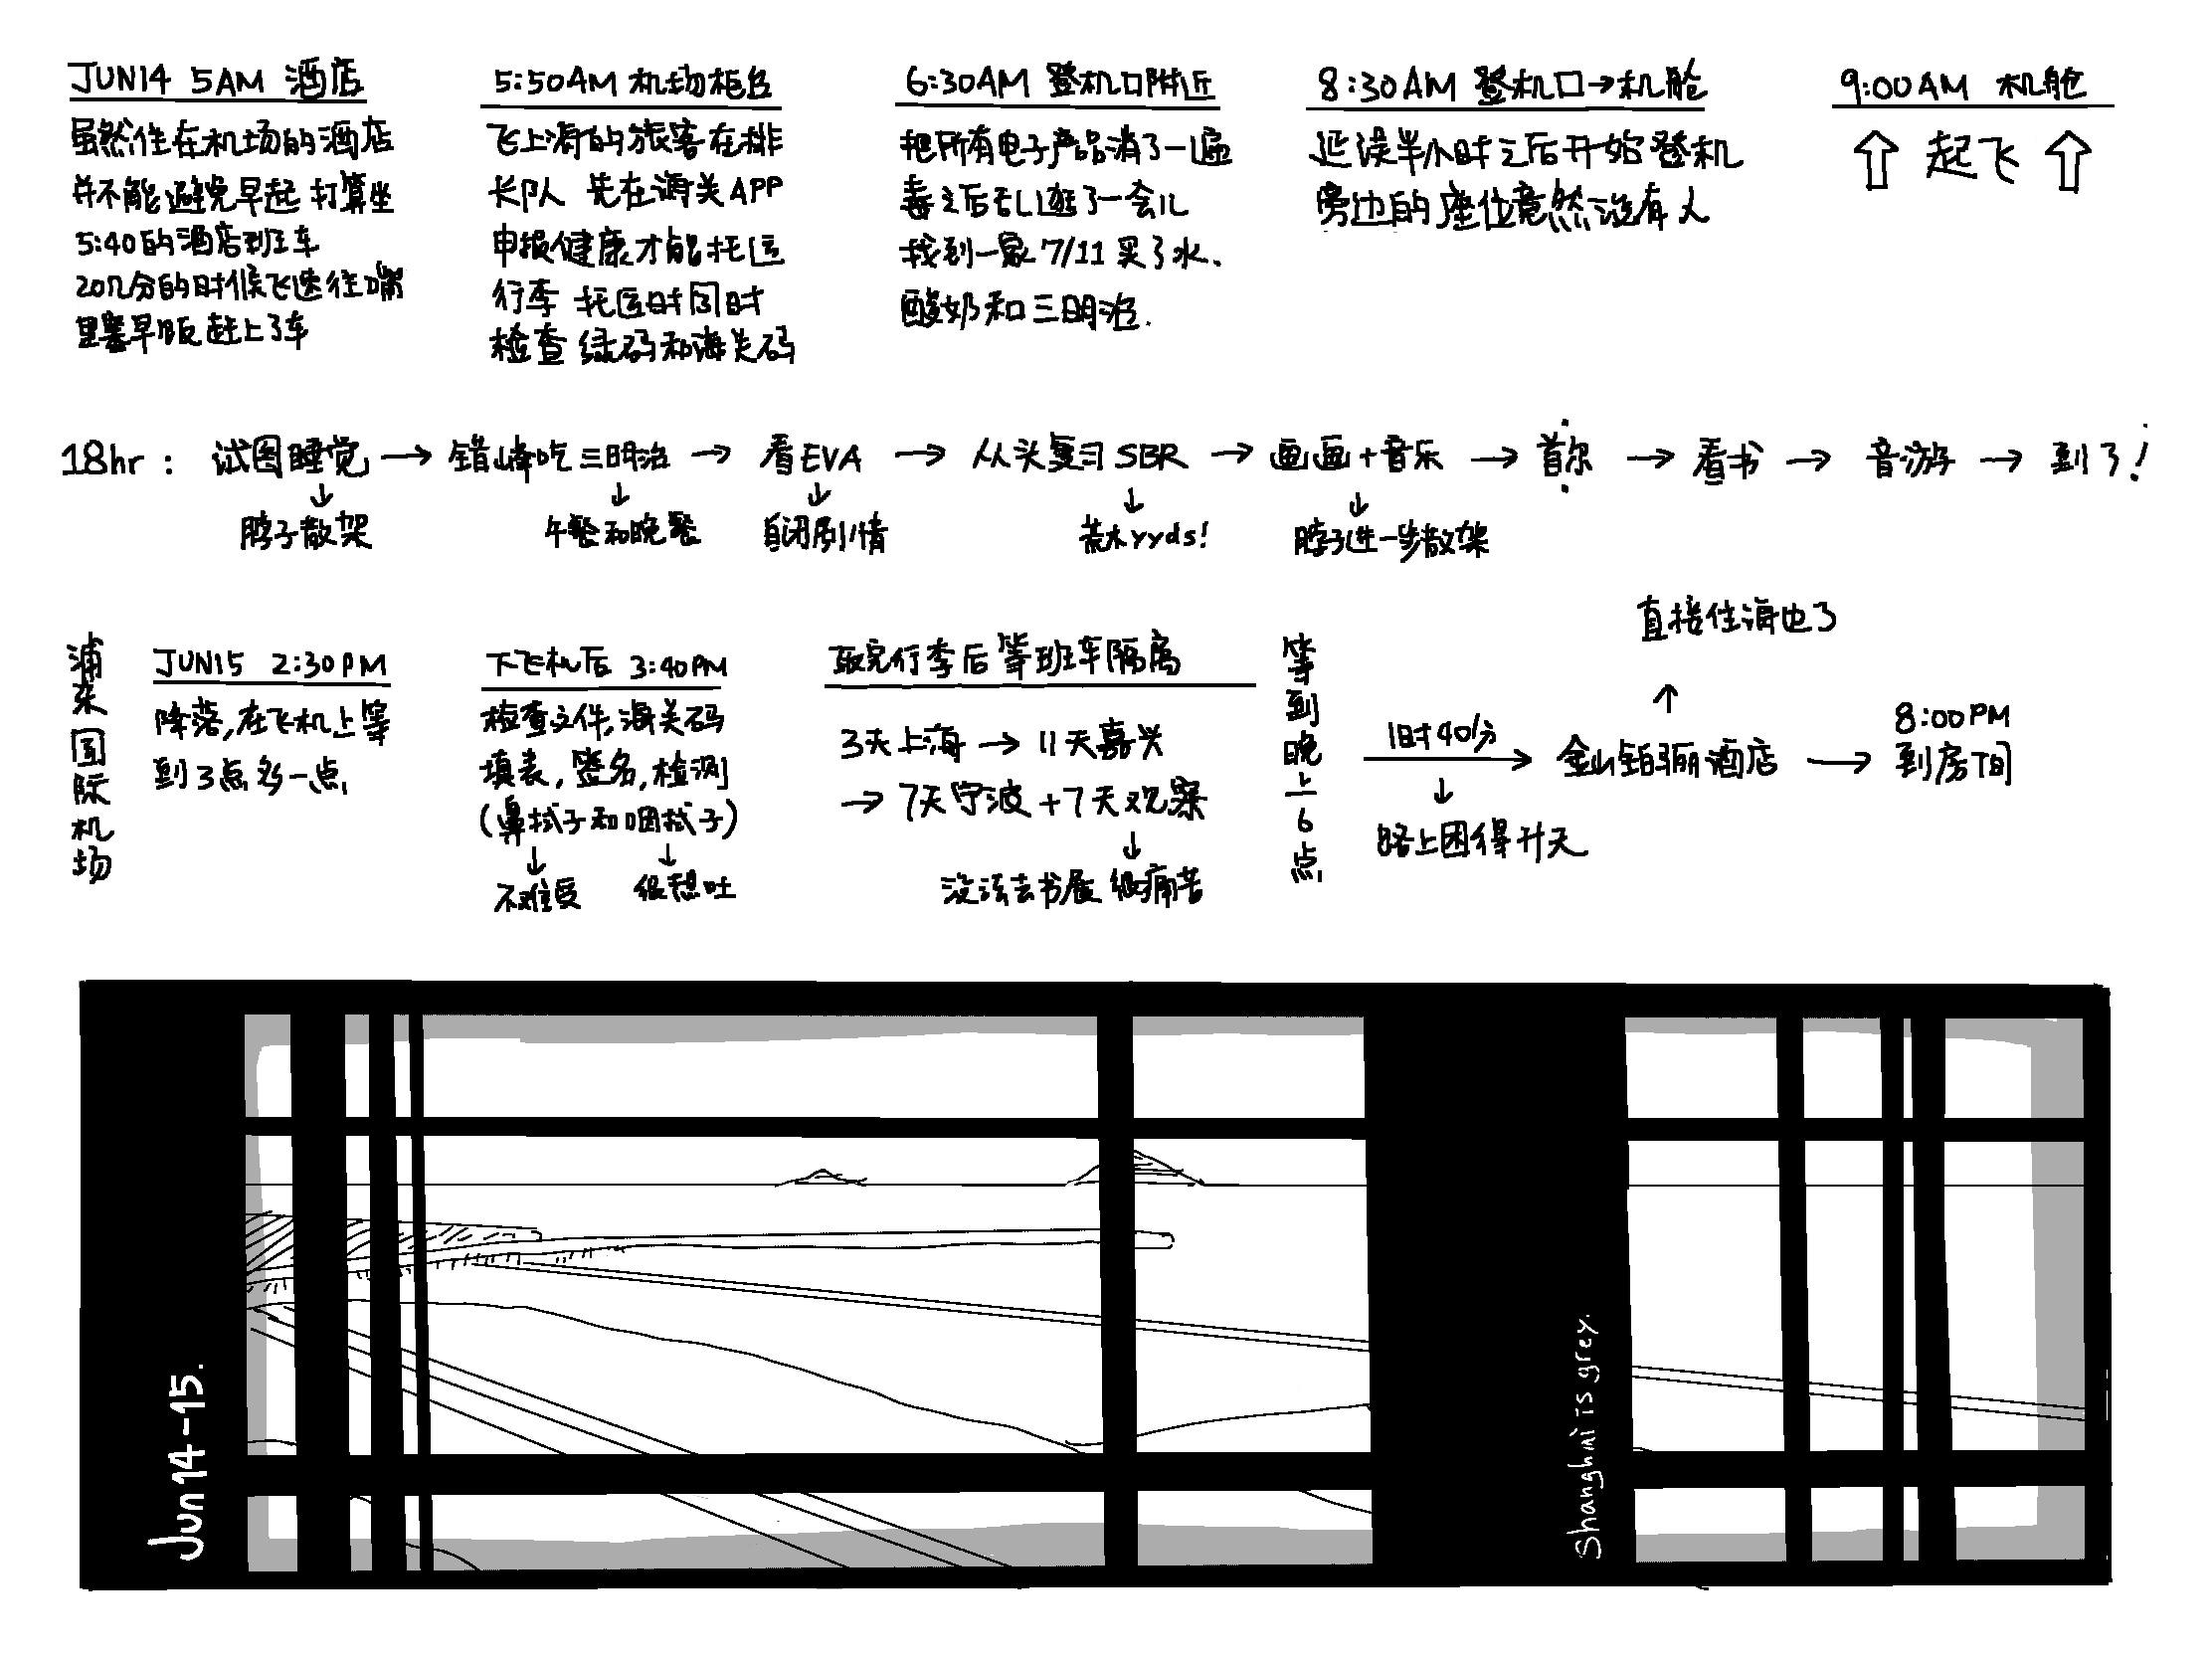 JUN14 5AM 酒店
虽然住在机场的酒店
并不能避免早起 打算坐
5:40的酒店班车
20几分的时候飞速往嘴
里塞早饭 赶上了车
5:50AM 机场柜台
飞上海的旅客在排
长队 先在海关APP
申报健康才能托运
行李 托运时同时
检查 绿码和海关码
6:30AM 登机口附近
把所有电子产品消了一遍
毒之后乱逛了一会儿
找到一家 7/11 买了水、
酸奶和三明治.
8:30AM 登机口→机舱
延误半小时之后开始登机
旁边的座位竟然没有人
9:00AM 机舱
⇧ 起飞 ⇧
18hr: 试图睡觉 → 错峰吃三明治 → 看EVA → 从头复习SBR → 画画+音乐 → 首尔 → 看书 → 音游 → 到了!
↓ ↓ ↓ ↓ ↓
脖子散架 午餐和晚餐 自闭剧情 荒木yyds! 脖子进一步散架
浦东国际机场
JUN15 2:30PM
降落,在飞机上等
到3点多一点
下飞机后 3:40PM
检查文件,海关码
填表,签名,检测
(鼻拭子和咽拭子)
↓ ↓
不难受 很想吐
取完行李后等班车隔离
3天上海 → 11天嘉兴
→ 7天宁波+7天观察
↓
没法去书展 很痛苦
等到晚上6点
直接住海边了
↑
1时40分 → 金山铂骊酒店 → 8:00PM 到房间
↓
路上困得升天
Jun 14-15.
Shanghai is grey.